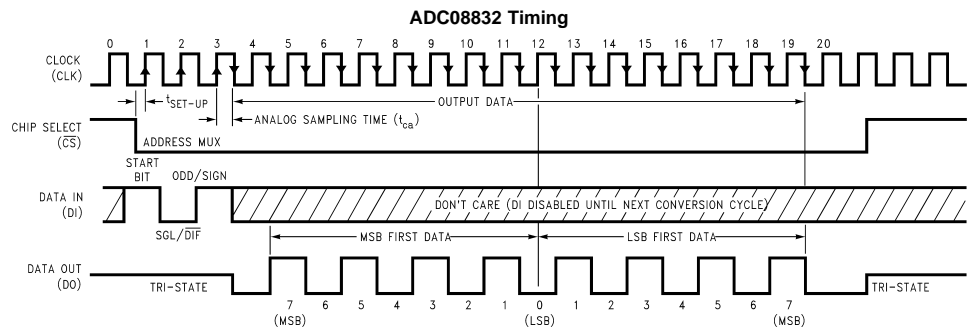 ADC08832 Timing
0 1 2 3 4 5 6 7 8 9 10 11 12 13 14 15 16 17 18 19 20
CLOCK
(CLK)
tSET-UP
OUTPUT DATA
ANALOG SAMPLING TIME (tca)
CHIP SELECT
(CS)
ADDRESS MUX
START
BIT
ODD/SIGN
DATA IN
(DI)
DON'T CARE (DI DISABLED UNTIL NEXT CONVERSION CYCLE)
SGL/DIF
MSB FIRST DATA
LSB FIRST DATA
DATA OUT
(DO)
TRI-STATE
TRI-STATE
7 6 5 4 3 2 1 0 1 2 3 4 5 6 7
(MSB) (LSB) (MSB)